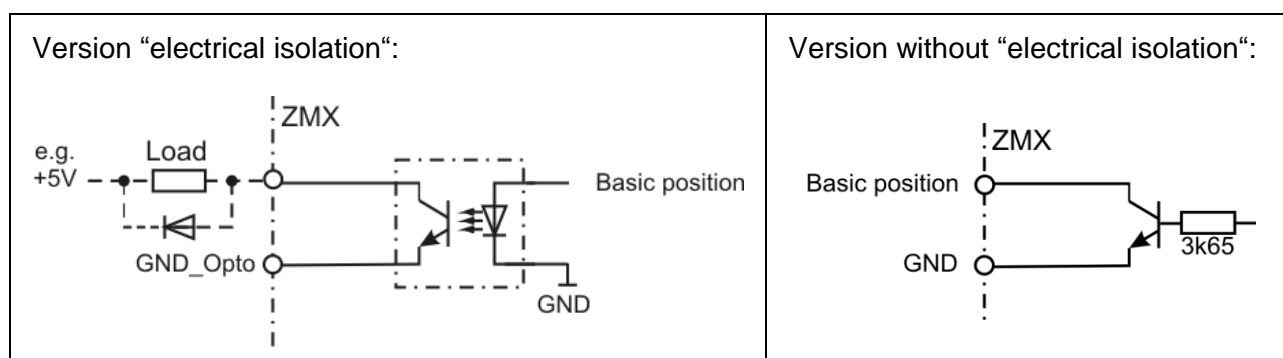 Version “electrical isolation“:
ZMX
e.g.
+5V
Load
Basic position
GND_Opto
GND
Version without “electrical isolation“:
ZMX
Basic position
3k65
GND